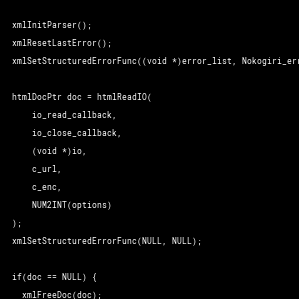 xmlInitParser();
xmlResetLastError();
xmlSetStructuredErrorFunc((void *)error_list, Nokogiri_err
htmlDocPtr doc = htmlReadIO(
io_read_callback,
io_close_callback,
(void *)io,
c_url,
c_enc,
NUM2INT(options)
);
xmlSetStructuredErrorFunc(NULL, NULL);
if(doc == NULL) {
xmlFreeDoc(doc);